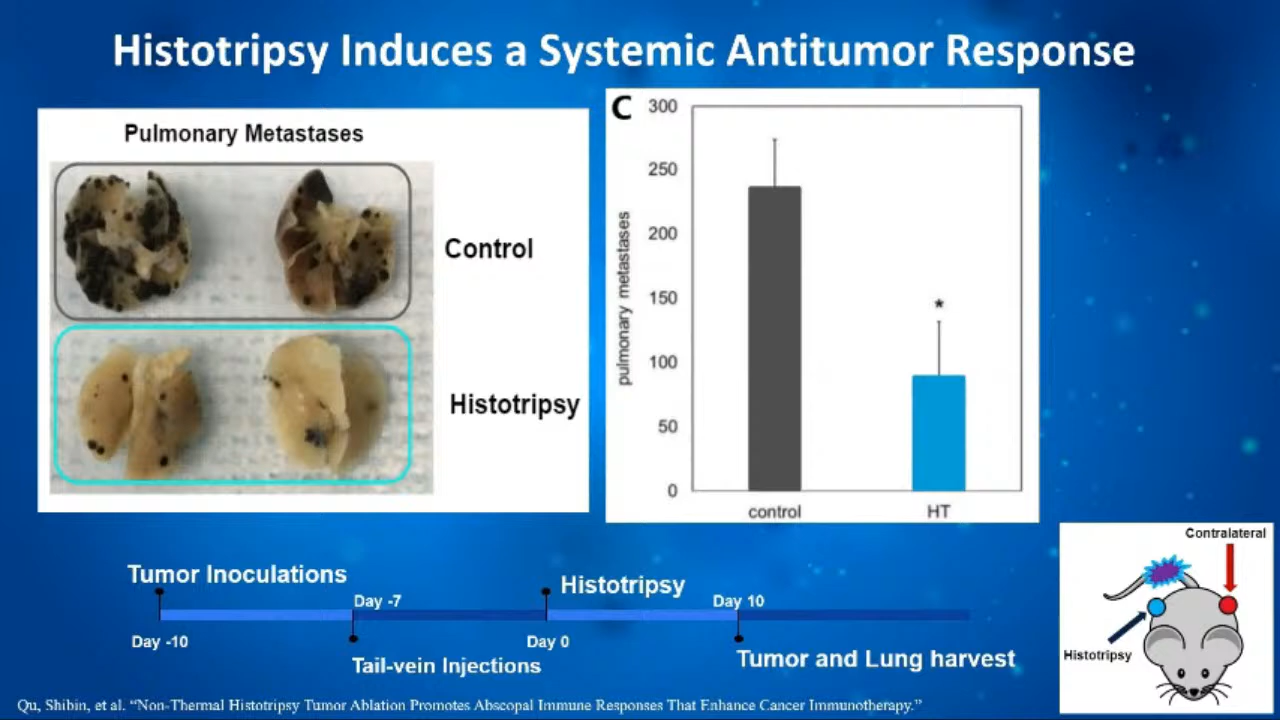 Histotripsy Induces a Systemic Antitumor Response
Pulmonary Metastases
Control
Histotripsy
C
300
250
200
150
100
50
0
pulmonary metastases
*
control
HT
Tumor Inoculations
Day -10
Day -7
Tail-vein Injections
Histotripsy
Day 0
Day 10
Tumor and Lung harvest
Contralateral
Histotripsy
Qu, Shibin, et al. “Non-Thermal Histotripsy Tumor Ablation Promotes Abscopal Immune Responses That Enhance Cancer Immunotherapy.”